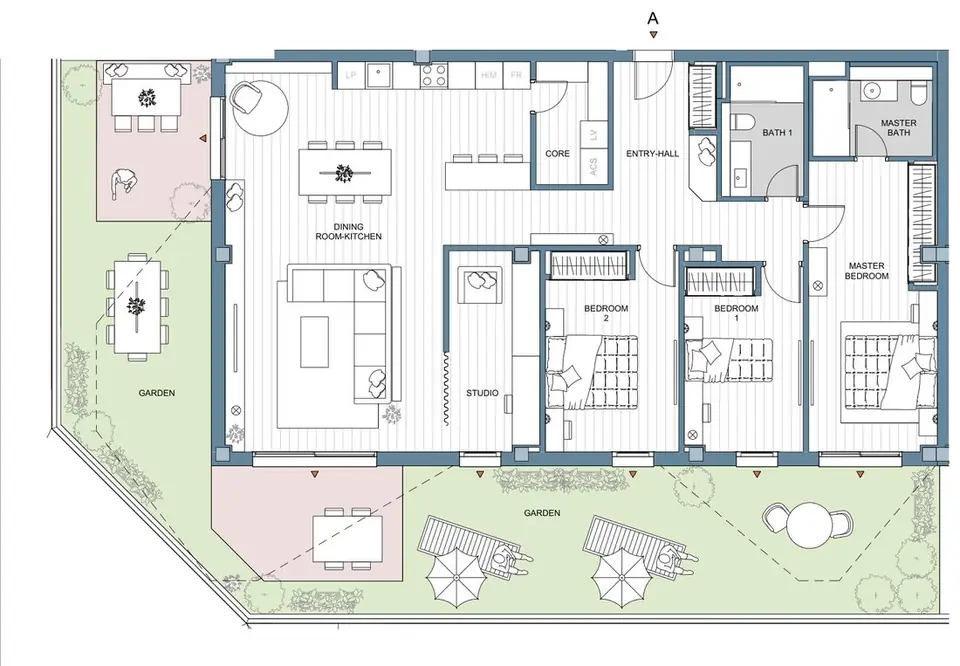 A
LP
H/M
FR
LV
ACS
CORE
ENTRY-HALL
BATH 1
MASTER
BATH
DINING
ROOM-KITCHEN
MASTER
BEDROOM
BEDROOM
2
BEDROOM
1
GARDEN
STUDIO
GARDEN